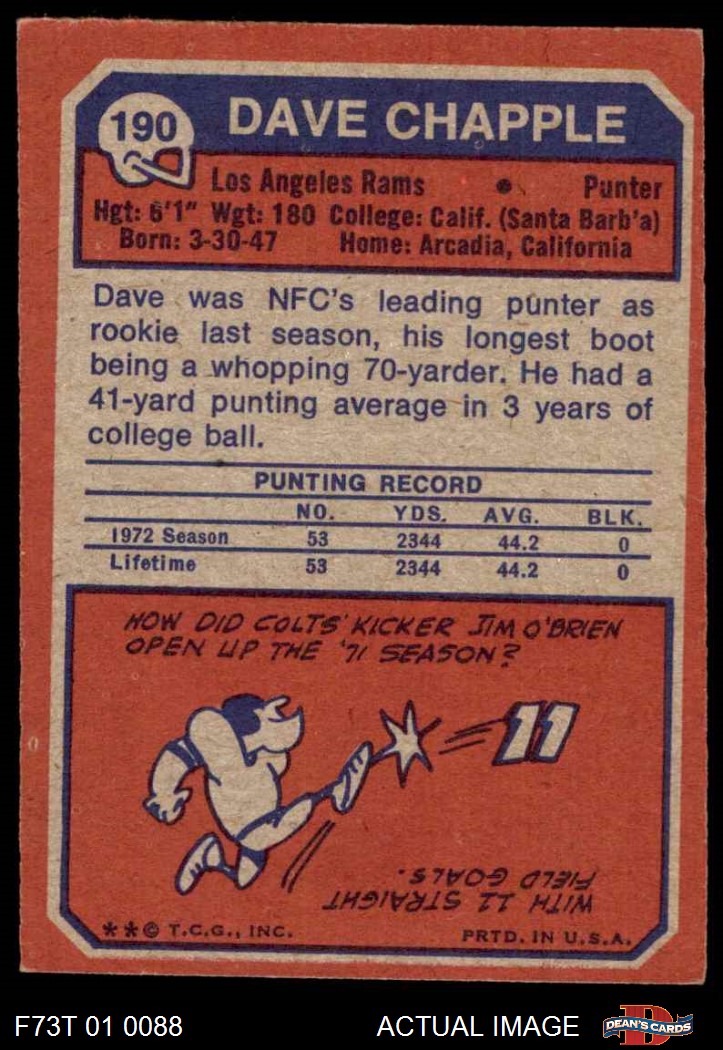 190
DAVE CHAPPLE
Los Angeles Rams • Punter
Hgt: 6'1" Wgt: 180 College: Calif. (Santa Barb'a)
Born: 3-30-47 Home: Arcadia, California
Dave was NFC's leading punter as
rookie last season, his longest boot
being a whopping 70-yarder. He had a
41-yard punting average in 3 years of
college ball.
PUNTING RECORD
NO. YDS. AVG. BLK.
1972 Season 53 2344 44.2 0
Lifetime 53 2344 44.2 0
HOW DID COLTS' KICKER JIM O'BRIEN
OPEN UP THE '71 SEASON?
11
WITH 11 STRAIGHT
FIELD GOALS.
**© T.C.G., INC. PRTD. IN U.S.A.
F73T 01 0088 ACTUAL IMAGE
D
DEAN'S CARDS